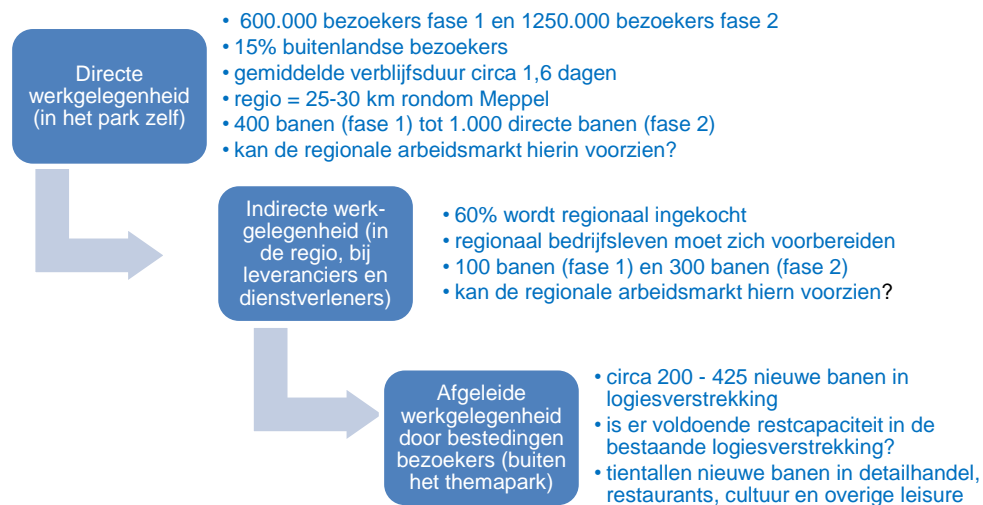 Directe
werkgelegenheid
(in het park zelf)
• 600.000 bezoekers fase 1 en 1250.000 bezoekers fase 2
• 15% buitenlandse bezoekers
• gemiddelde verblijfsduur circa 1,6 dagen
• regio = 25-30 km rondom Meppel
• 400 banen (fase 1) tot 1.000 directe banen (fase 2)
• kan de regionale arbeidsmarkt hierin voorzien?
Indirecte werk-
gelegenheid (in
de regio, bij
leveranciers en
dienstverleners)
• 60% wordt regionaal ingekocht
• regionaal bedrijfsleven moet zich voorbereiden
• 100 banen (fase 1) en 300 banen (fase 2)
• kan de regionale arbeidsmarkt hiern voorzien?
Afgeleide
werkgelegenheid
door bestedingen
bezoekers (buiten
het themapark)
• circa 200 - 425 nieuwe banen in
logiesverstrekking
• is er voldoende restcapaciteit in de
bestaande logiesverstrekking?
• tientallen nieuwe banen in detailhandel,
restaurants, cultuur en overige leisure